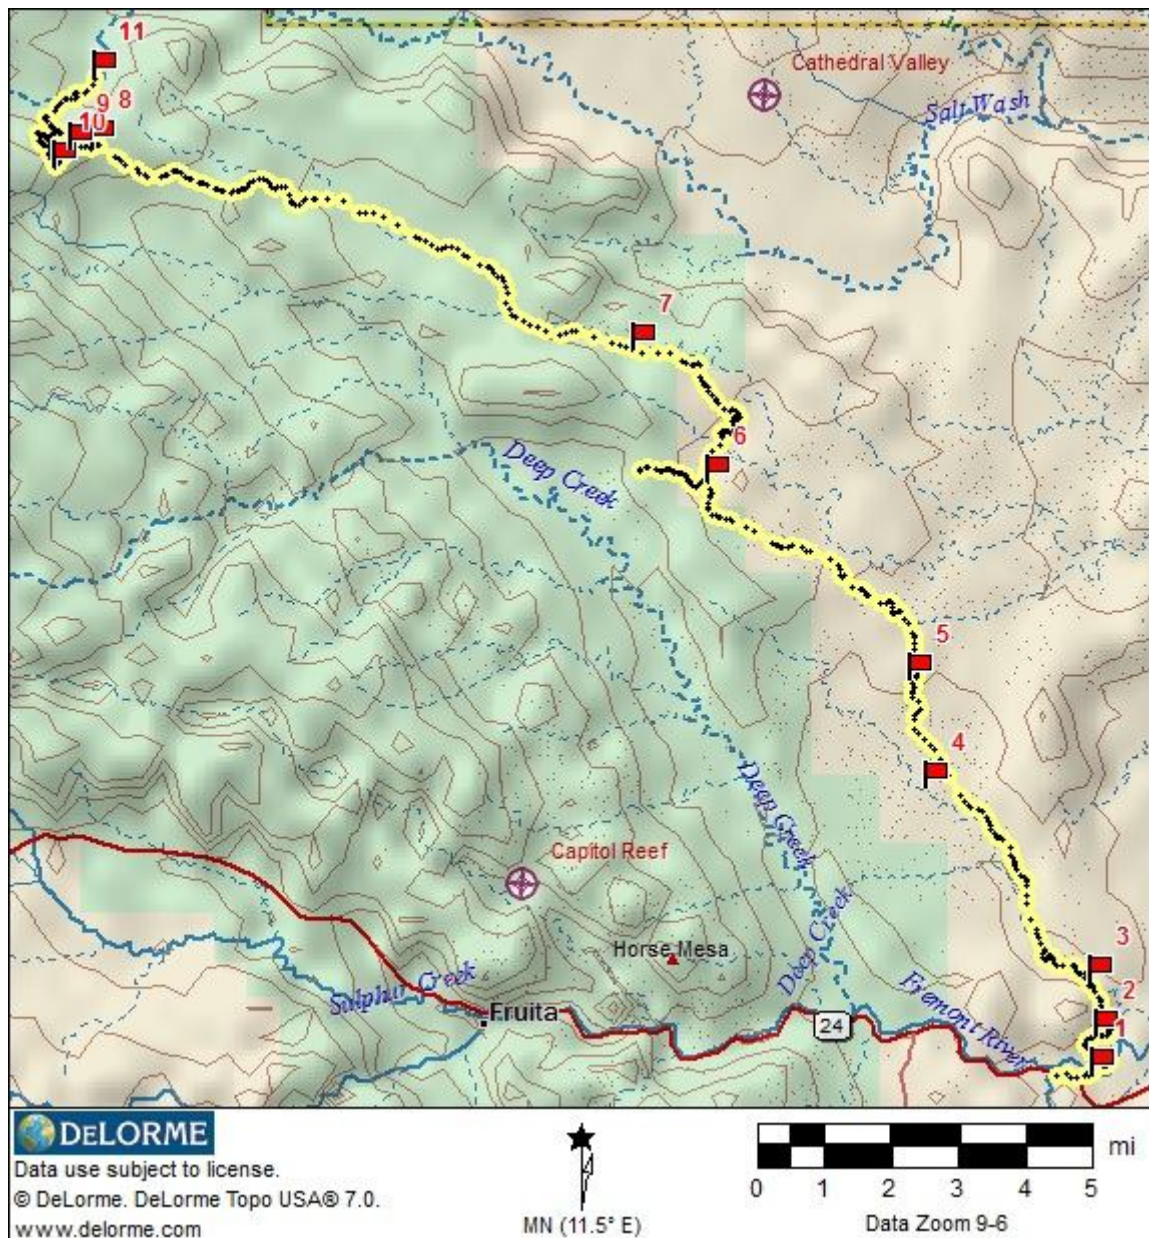 11
Cathedral Valley
9 8
10
Salt Wash
7
6
Deep Creek
5
4
Deep Creek
Capitol Reef
Deep Creek
Horse Mesa
3
Fremont River
2
Sulphur Creek
Fruita
24
1
DELORME
Data use subject to license.
© DeLorme. DeLorme Topo USA® 7.0.
www.delorme.com
MN (11.5° E)
mi
0 1 2 3 4 5
Data Zoom 9-6